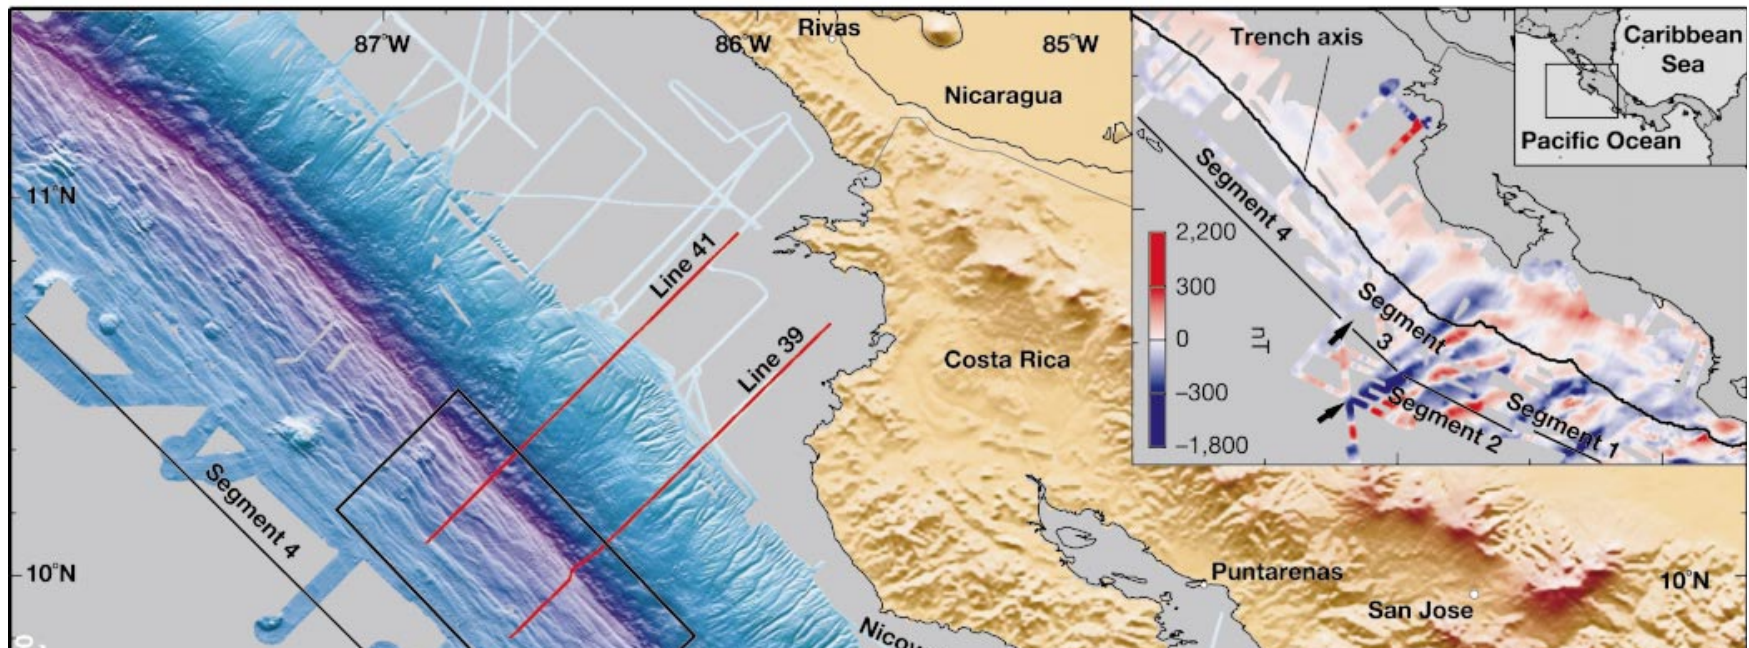 87°W
86°W
85°W
Rivas
Nicaragua
11°N
Line 41
Line 39
Costa Rica
Segment 4
10°N
Puntarenas
San Jose
10°N
Trench axis
Segment 4
Segment
3
Segment 2
Segment 1
2,200
300
0
–300
–1,800
nT
Caribbean
Sea
Pacific Ocean